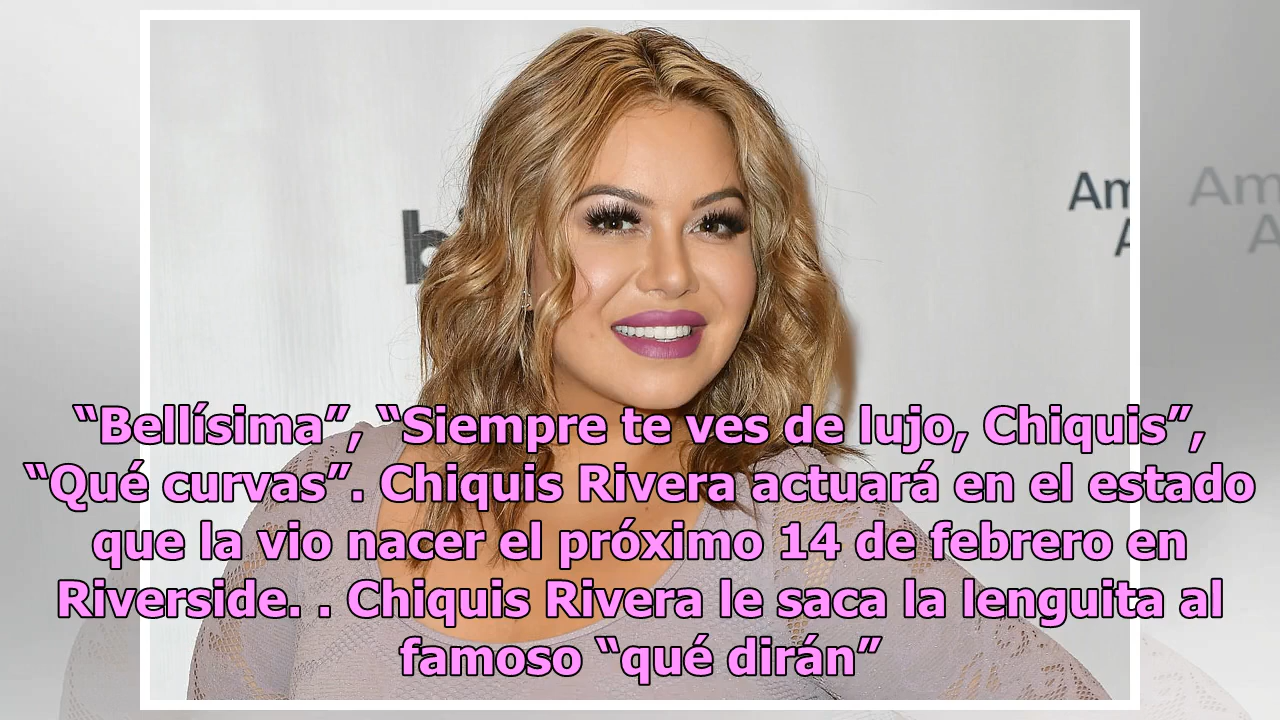 Am
A
“Bellísima”, “Siempre te ves de lujo, Chiquis”,
“Qué curvas”. Chiquis Rivera actuará en el estado
que la vio nacer el próximo 14 de febrero en
Riverside. . Chiquis Rivera le saca la lenguita al
famoso “qué dirán”